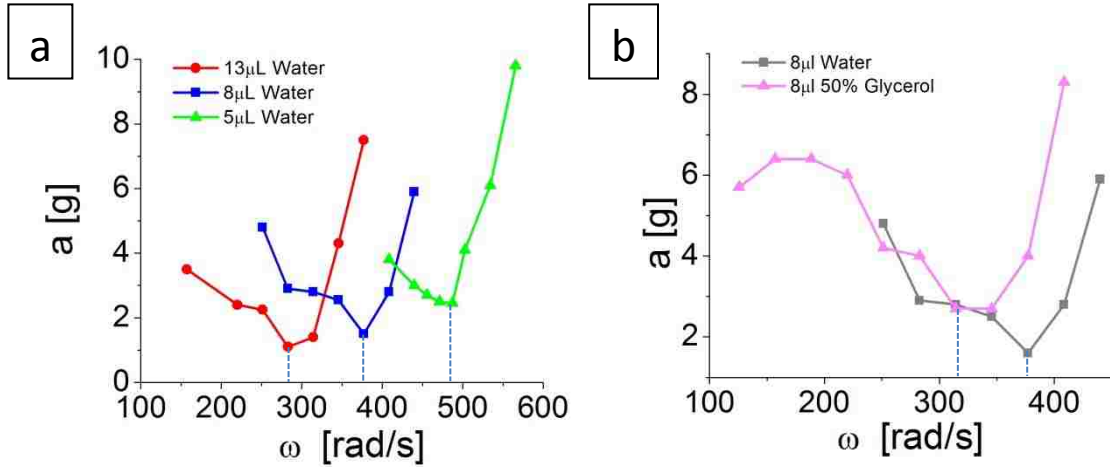 a
13μL Water
8μL Water
5μL Water
10
8
6
4
2
0
a [g]
100 200 300 400 500 600
ω [rad/s]
b
8μl Water
8μl 50% Glycerol
8
6
4
2
a [g]
100 200 300 400
ω [rad/s]